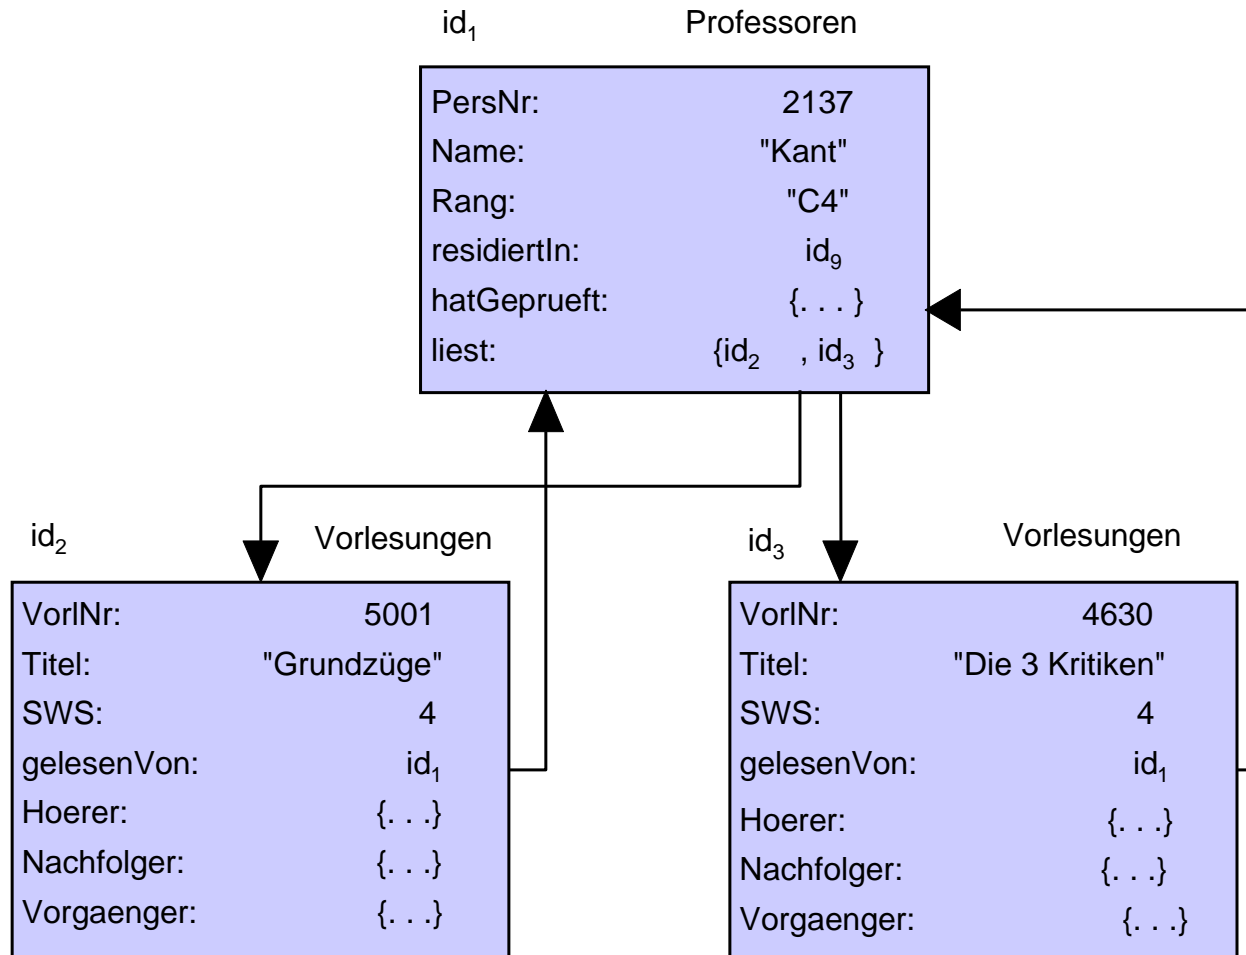 id₁ Professoren
PersNr: 2137
Name: "Kant"
Rang: "C4"
residiertIn: id₉
hatGeprueft: {. . . }
liest: {id₂ , id₃ }
id₂ Vorlesungen
VorlNr: 5001
Titel: "Grundzüge"
SWS: 4
gelesenVon: id₁
Hoerer: {. . .}
Nachfolger: {. . .}
Vorgaenger: {. . .}
id₃ Vorlesungen
VorlNr: 4630
Titel: "Die 3 Kritiken"
SWS: 4
gelesenVon: id₁
Hoerer: {. . .}
Nachfolger: {. . .}
Vorgaenger: {. . .}